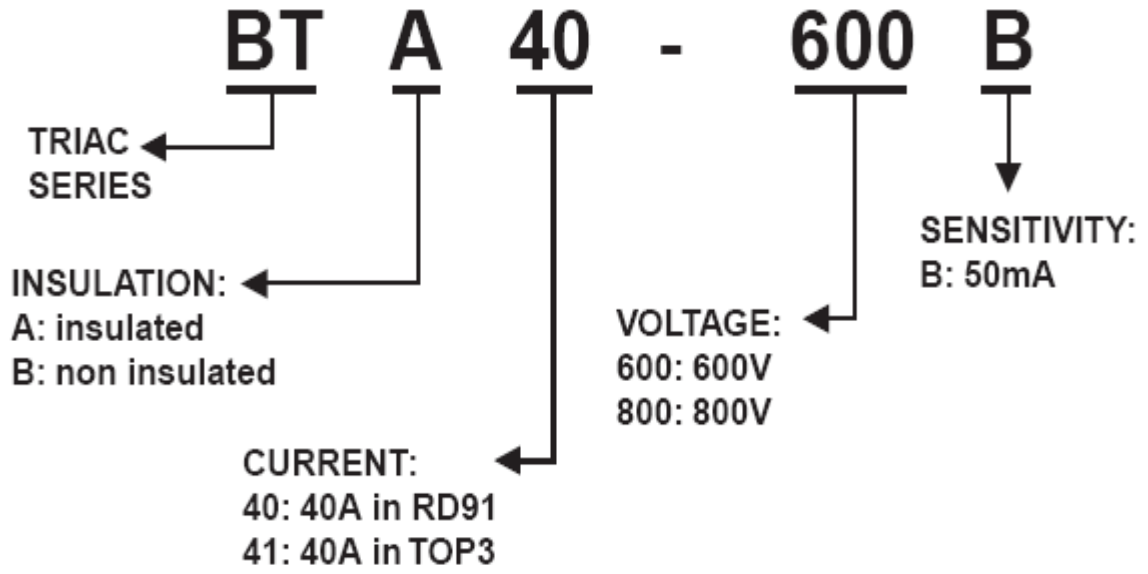 BT A 40 - 600 B
TRIAC
SERIES
INSULATION:
A: insulated
B: non insulated
CURRENT:
40: 40A in RD91
41: 40A in TOP3
VOLTAGE:
600: 600V
800: 800V
SENSITIVITY:
B: 50mA